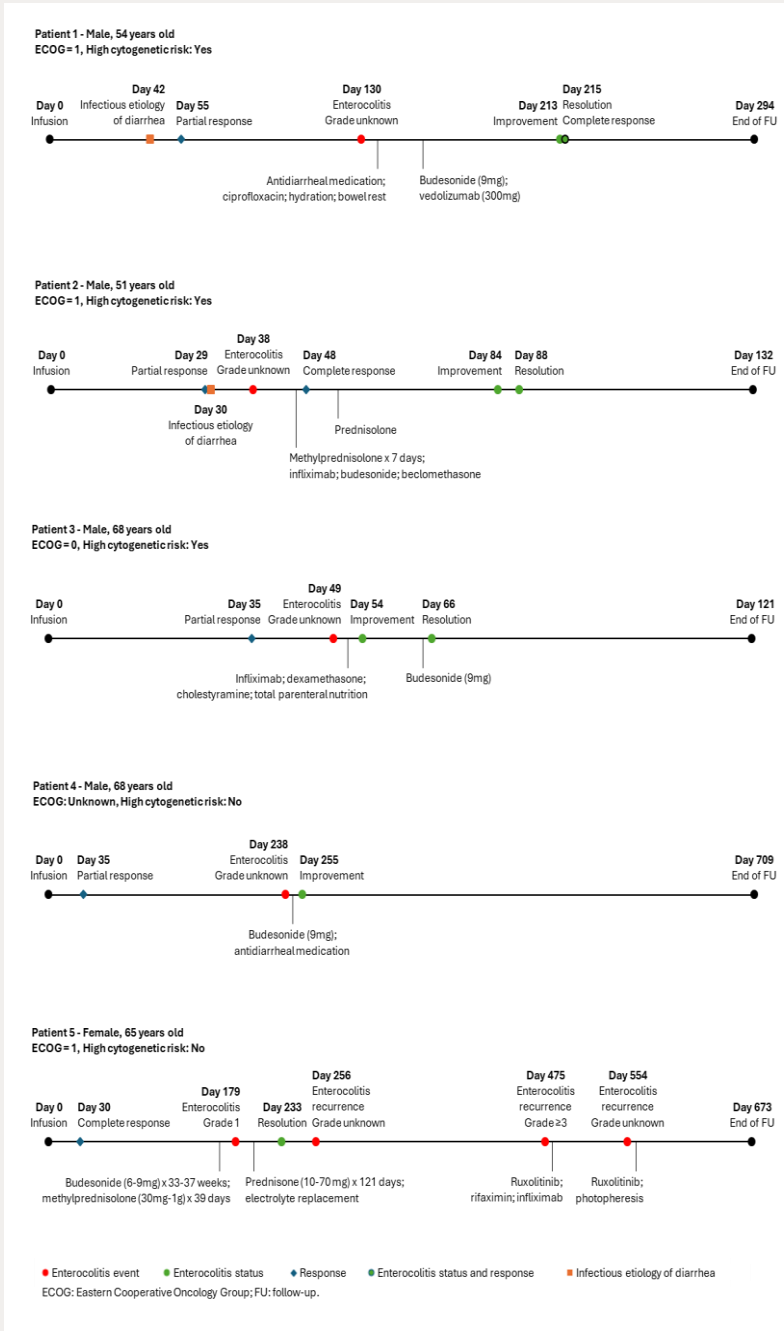 Patient 1 - Male, 54 years old
ECOG = 1, High cytogenetic risk: Yes
Day 0
Infusion
Day 42
Infectious etiology
of diarrhea
Day 55
Partial response
Day 130
Enterocolitis
Grade unknown
Day 213
Improvement
Day 215
Resolution
Complete response
Day 294
End of FU
Antidiarrheal medication;
ciprofloxacin; hydration; bowel rest
Budesonide (9mg);
vedolizumab (300mg)
Patient 2 - Male, 51 years old
ECOG = 1, High cytogenetic risk: Yes
Day 0
Infusion
Day 29
Partial response
Day 38
Enterocolitis
Grade unknown
Day 48
Complete response
Day 84
Improvement
Day 88
Resolution
Day 132
End of FU
Day 30
Infectious etiology
of diarrhea
Prednisolone
Methylprednisolone x 7 days;
infliximab; budesonide; beclomethasone
Patient 3 - Male, 68 years old
ECOG = 0, High cytogenetic risk: Yes
Day 0
Infusion
Day 35
Partial response
Day 49
Enterocolitis
Grade unknown
Day 54
Improvement
Day 66
Resolution
Day 121
End of FU
Infliximab; dexamethasone;
cholestyramine; total parenteral nutrition
Budesonide (9mg)
Patient 4 - Male, 68 years old
ECOG: Unknown, High cytogenetic risk: No
Day 0
Infusion
Day 35
Partial response
Day 238
Enterocolitis
Grade unknown
Day 255
Improvement
Day 709
End of FU
Budesonide (9mg);
antidiarrheal medication
Patient 5 - Female, 65 years old
ECOG = 1, High cytogenetic risk: No
Day 0
Infusion
Day 30
Complete response
Day 179
Enterocolitis
Grade 1
Day 233
Resolution
Day 256
Enterocolitis
recurrence
Grade unknown
Day 475
Enterocolitis
recurrence
Grade ≥3
Day 554
Enterocolitis
recurrence
Grade unknown
Day 673
End of FU
Budesonide (6-9mg) x 33-37 weeks;
methylprednisolone (30mg-1g) x 39 days
Prednisone (10-70 mg) x 121 days;
electrolyte replacement
Ruxolitinib;
rifaximin; infliximab
Ruxolitinib;
photopheresis
Enterocolitis event
Enterocolitis status
Response
Enterocolitis status and response
Infectious etiology of diarrhea
ECOG: Eastern Cooperative Oncology Group; FU: follow-up.